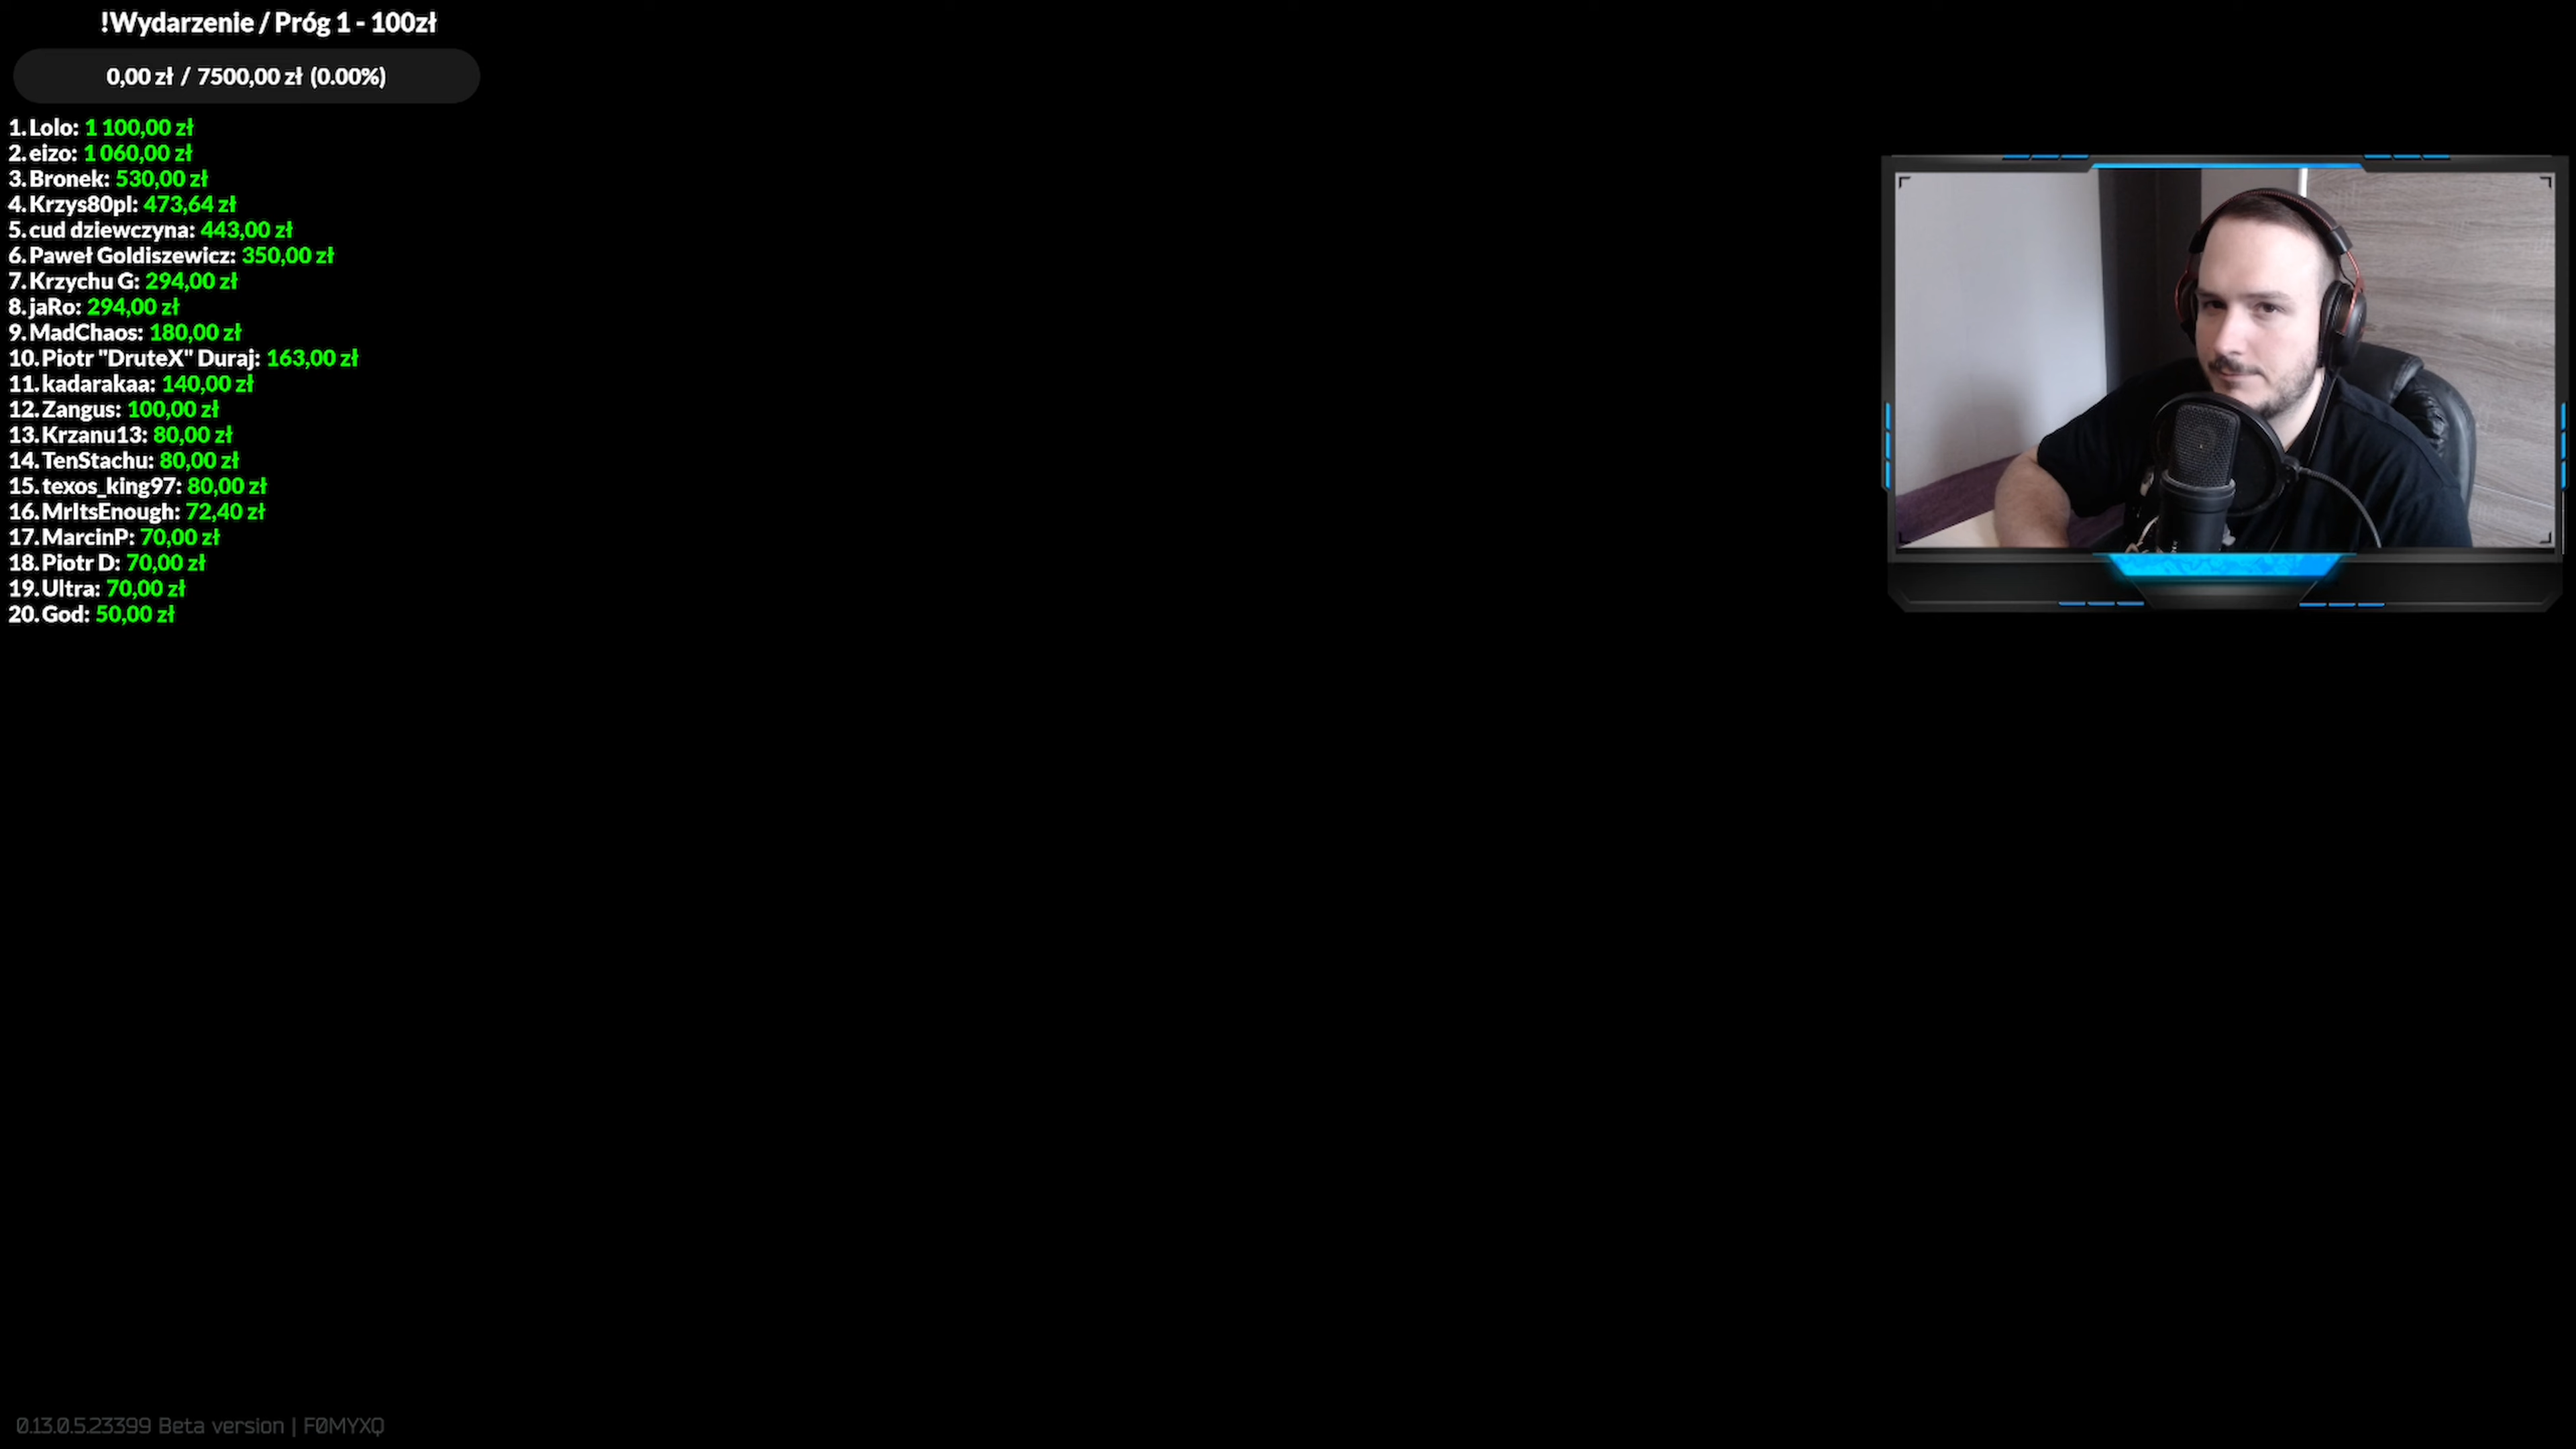 !Wydarzenie / Próg 1 - 100zł
0,00 zł / 7500,00 zł (0.00%)
1. Lolo: 1 100,00 zł
2. eizo: 1 060,00 zł
3. Bronek: 530,00 zł
4. Krzys80pl: 473,64 zł
5. cud dziewczyna: 443,00 zł
6. Paweł Goldiszewicz: 350,00 zł
7. Krzychu G: 294,00 zł
8. jaRo: 294,00 zł
9. MadChaos: 180,00 zł
10. Piotr "DruteX" Duraj: 163,00 zł
11. kadarakaa: 140,00 zł
12. Zangus: 100,00 zł
13. Krzanu13: 80,00 zł
14. TenStachu: 80,00 zł
15. texos_king97: 80,00 zł
16. MrItsEnough: 72,40 zł
17. MarcinP: 70,00 zł
18. Piotr D: 70,00 zł
19. Ultra: 70,00 zł
20. God: 50,00 zł
0.13.0.5.23399 Beta version | F0MYXQ